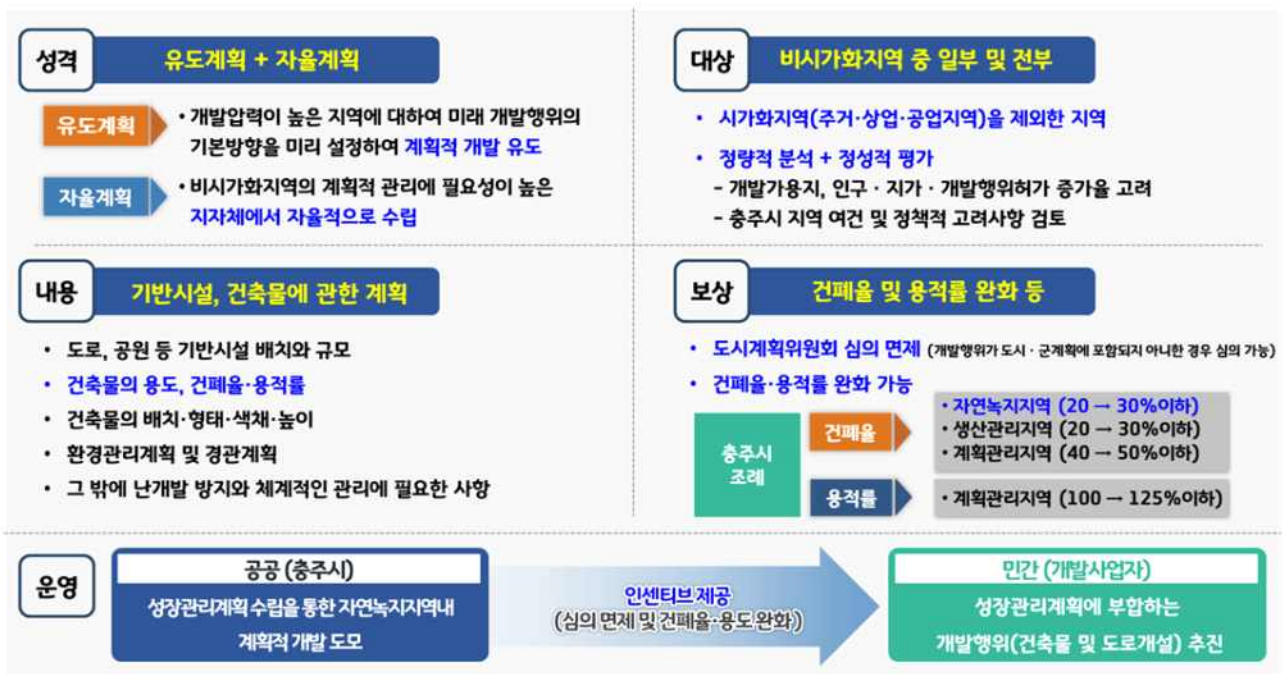 성격
유도계획 + 자율계획
유도계획
• 개발압력이 높은 지역에 대하여 미래 개발행위의
기본방향을 미리 설정하여 계획적 개발 유도
자율계획
• 비시가화지역의 계획적 관리에 필요성이 높은
지자체에서 자율적으로 수립
대상
비시가화지역 중 일부 및 전부
• 시가화지역(주거·상업·공업지역)을 제외한 지역
• 정량적 분석 + 정성적 평가
- 개발가용지, 인구 · 지가 · 개발행위허가 증가율 고려
- 충주시 지역 여건 및 정책적 고려사항 검토
내용
기반시설, 건축물에 관한 계획
• 도로, 공원 등 기반시설 배치와 규모
• 건축물의 용도, 건폐율·용적률
• 건축물의 배치·형태·색채·높이
• 환경관리계획 및 경관계획
• 그 밖에 난개발 방지와 체계적인 관리에 필요한 사항
보상
건폐율 및 용적률 완화 등
• 도시계획위원회 심의 면제 (개발행위가 도시 · 군계획에 포함되지 아니한 경우 심의 가능)
• 건폐율·용적률 완화 가능
충주시
조례
건폐율
• 자연녹지지역 (20 → 30%이하)
• 생산관리지역 (20 → 30%이하)
• 계획관리지역 (40 → 50%이하)
용적률
• 계획관리지역 (100 → 125%이하)
운영
공공 (충주시)
성장관리계획 수립을 통한 자연녹지지역내
계획적 개발 도모
인센티브 제공
(심의 면제 및 건폐율·용도 완화)
민간 (개발사업자)
성장관리계획에 부합하는
개발행위(건축물 및 도로개설) 추진